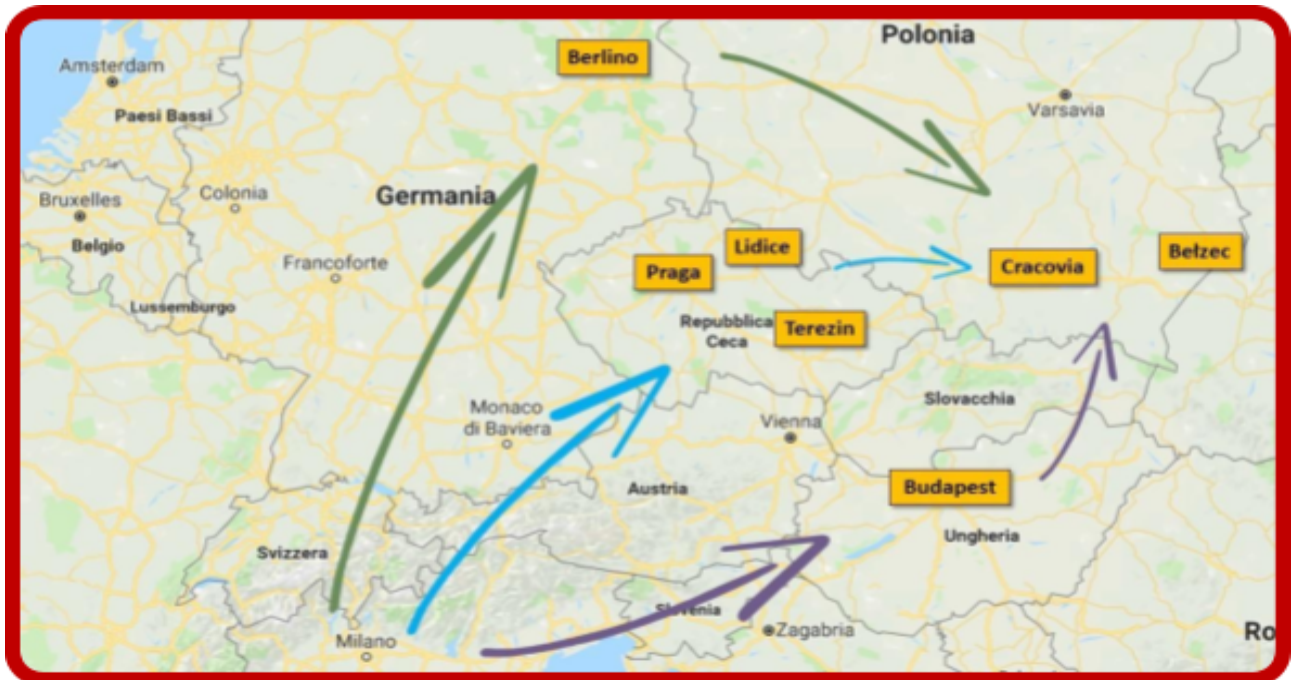 Polonia
Berlino
Amsterdam
Varsavia
Paesi Bassi
Colonia
Germania
Bruxelles
Belgio
Lidice
Bełzec
Francoforte
Praga
Cracovia
Lussemburgo
Repubblica
Ceca
Terezin
Slovacchia
Monaco
di Baviera
Vienna
Austria
Budapest
Ungheria
Svizzera
Slovenia
Zagabria
Milano
Ro